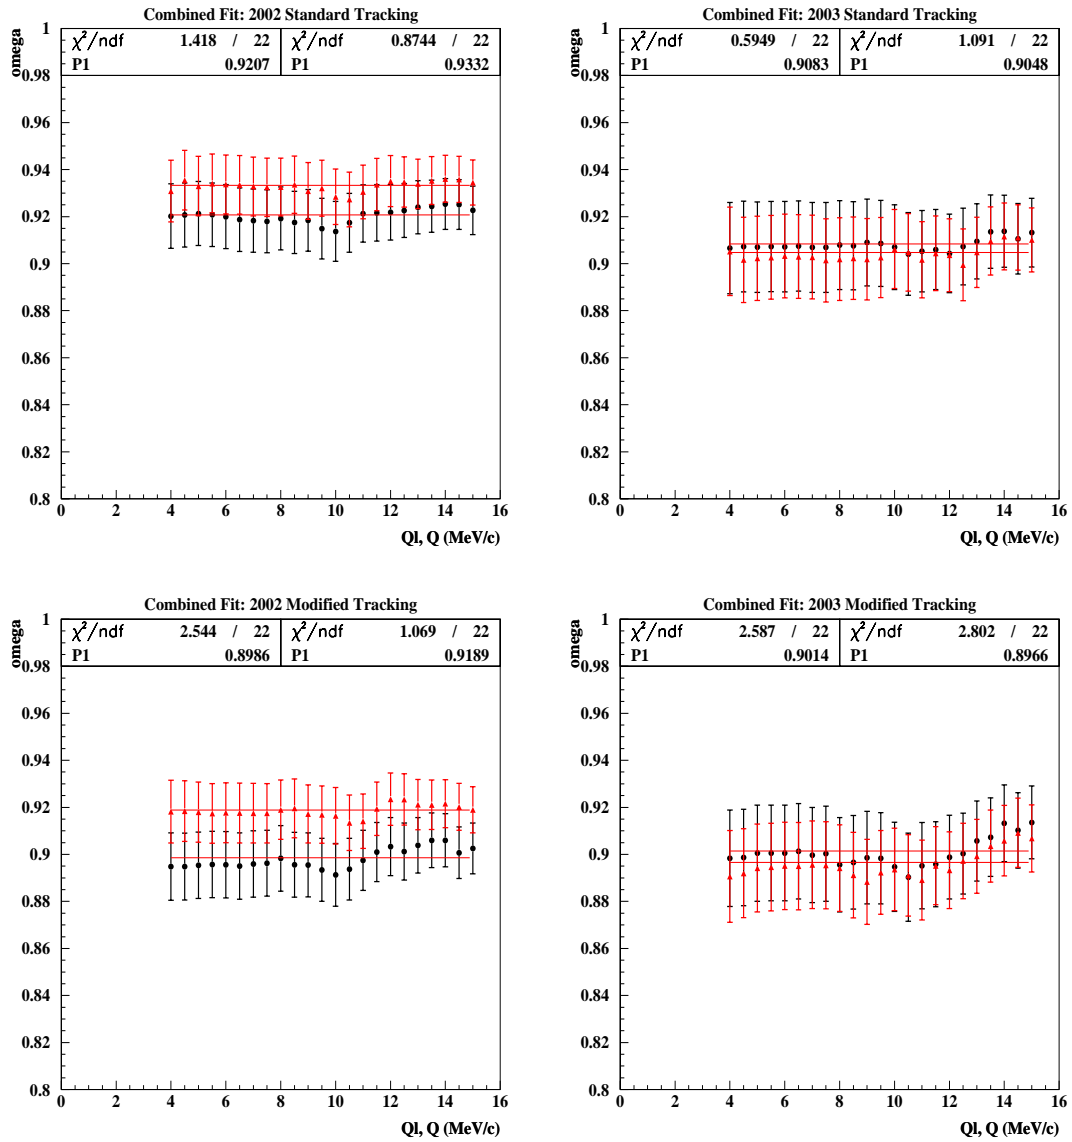 Combined Fit: 2002 Standard Tracking
χ²/ndf 1.418 / 22 χ²/ndf 0.8744 / 22
P1 0.9207 P1 0.9332
omega
1
0.98
0.96
0.94
0.92
0.9
0.88
0.86
0.84
0.82
0.8
0 2 4 6 8 10 12 14 16
Ql, Q (MeV/c)
Combined Fit: 2003 Standard Tracking
χ²/ndf 0.5949 / 22 χ²/ndf 1.091 / 22
P1 0.9083 P1 0.9048
omega
1
0.98
0.96
0.94
0.92
0.9
0.88
0.86
0.84
0.82
0.8
0 2 4 6 8 10 12 14 16
Ql, Q (MeV/c)
Combined Fit: 2002 Modified Tracking
χ²/ndf 2.544 / 22 χ²/ndf 1.069 / 22
P1 0.8986 P1 0.9189
omega
1
0.98
0.96
0.94
0.92
0.9
0.88
0.86
0.84
0.82
0.8
0 2 4 6 8 10 12 14 16
Ql, Q (MeV/c)
Combined Fit: 2003 Modified Tracking
χ²/ndf 2.587 / 22 χ²/ndf 2.802 / 22
P1 0.9014 P1 0.8966
omega
1
0.98
0.96
0.94
0.92
0.9
0.88
0.86
0.84
0.82
0.8
0 2 4 6 8 10 12 14 16
Ql, Q (MeV/c)